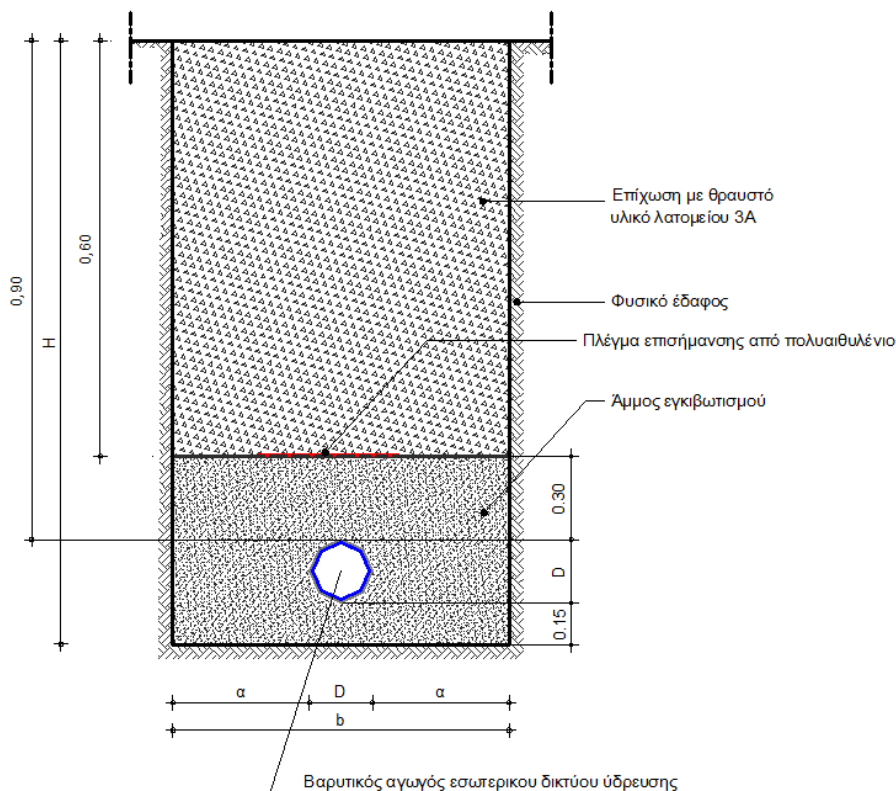 Επίχωση με θραυστό
υλικό λατομείου 3Α
0,60
0,90
Φυσικό έδαφος
H
Πλέγμα επισήμανσης από πολυαιθυλένιο
Άμμος εγκιβωτισμού
0.30
D
0.15
α
D
α
b
Βαρυτικός αγωγός εσωτερικου δικτύου ύδρευσης